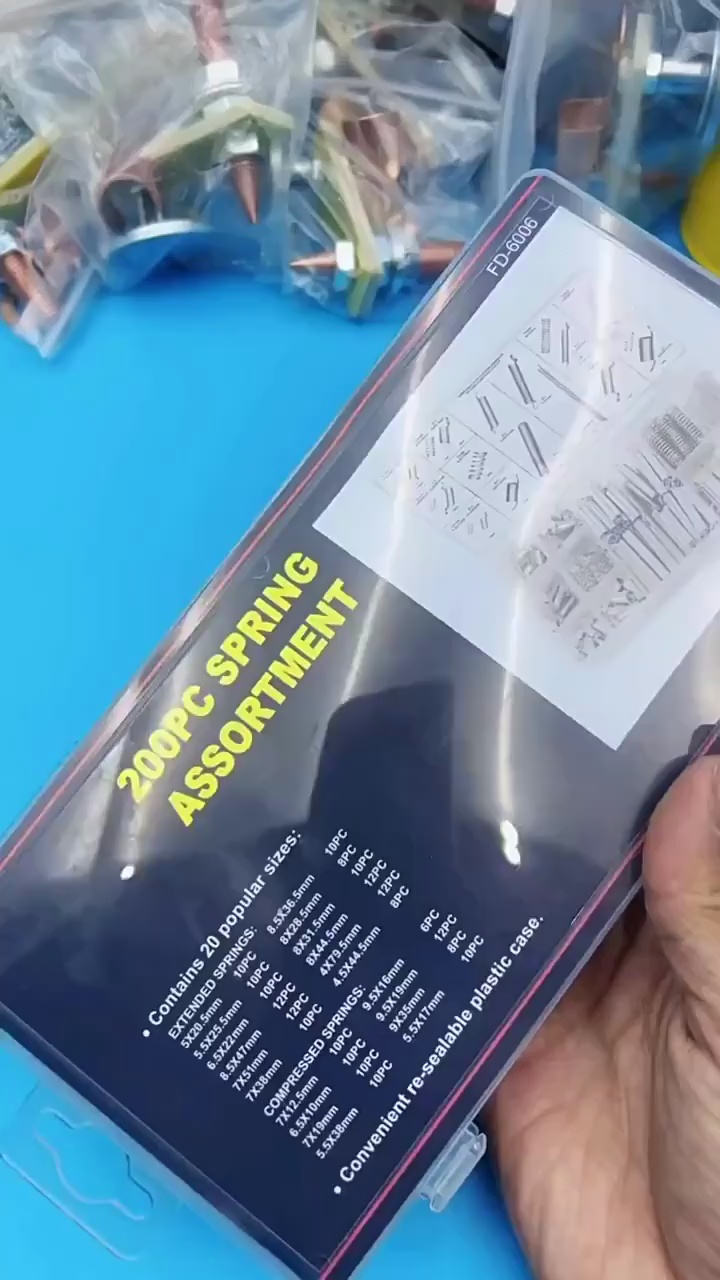 FD-6006
200PC SPRING
ASSORTMENT
• Contains 20 popular sizes:
EXTENDED SPRINGS:
5X20.5mm 10PC 8.5X36.5mm 10PC
5.5X25.5mm 10PC 8X28.5mm 8PC
6.5X22mm 10PC 8X31.5mm 10PC
8.5X47mm 12PC 8X44.5mm 12PC
7X51mm 12PC 4X79.5mm 12PC
7X38mm 10PC 4.5X44.5mm 8PC
COMPRESSED SPRINGS:
7X12.5mm 10PC 9.5X16mm 6PC
6.5X10mm 10PC 9.5X19mm 12PC
7X19mm 10PC 9X35mm 8PC
5.5X38mm 10PC 5.5X17mm 10PC
• Convenient re-sealable plastic case.